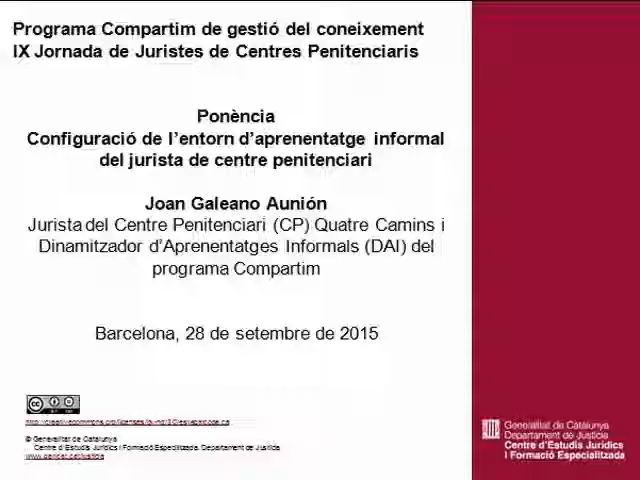 Programa Compartim de gestió del coneixement
IX Jornada de Juristes de Centres Penitenciaris
Ponència
Configuració de l'entorn d'aprenentatge informal
del jurista de centre penitenciari
Joan Galeano Aunión
Jurista del Centre Penitenciari (CP) Quatre Camins i
Dinamitzador d'Aprenentatges Informals (DAI) del
programa Compartim
Barcelona, 28 de setembre de 2015
© Generalitat de Catalunya
Centre d'Estudis Jurídics i Formació Especialitzada. Departament de Justícia
Generalitat de Catalunya
Departament de Justícia
Centre d'Estudis Jurídics
i Formació Especialitzada